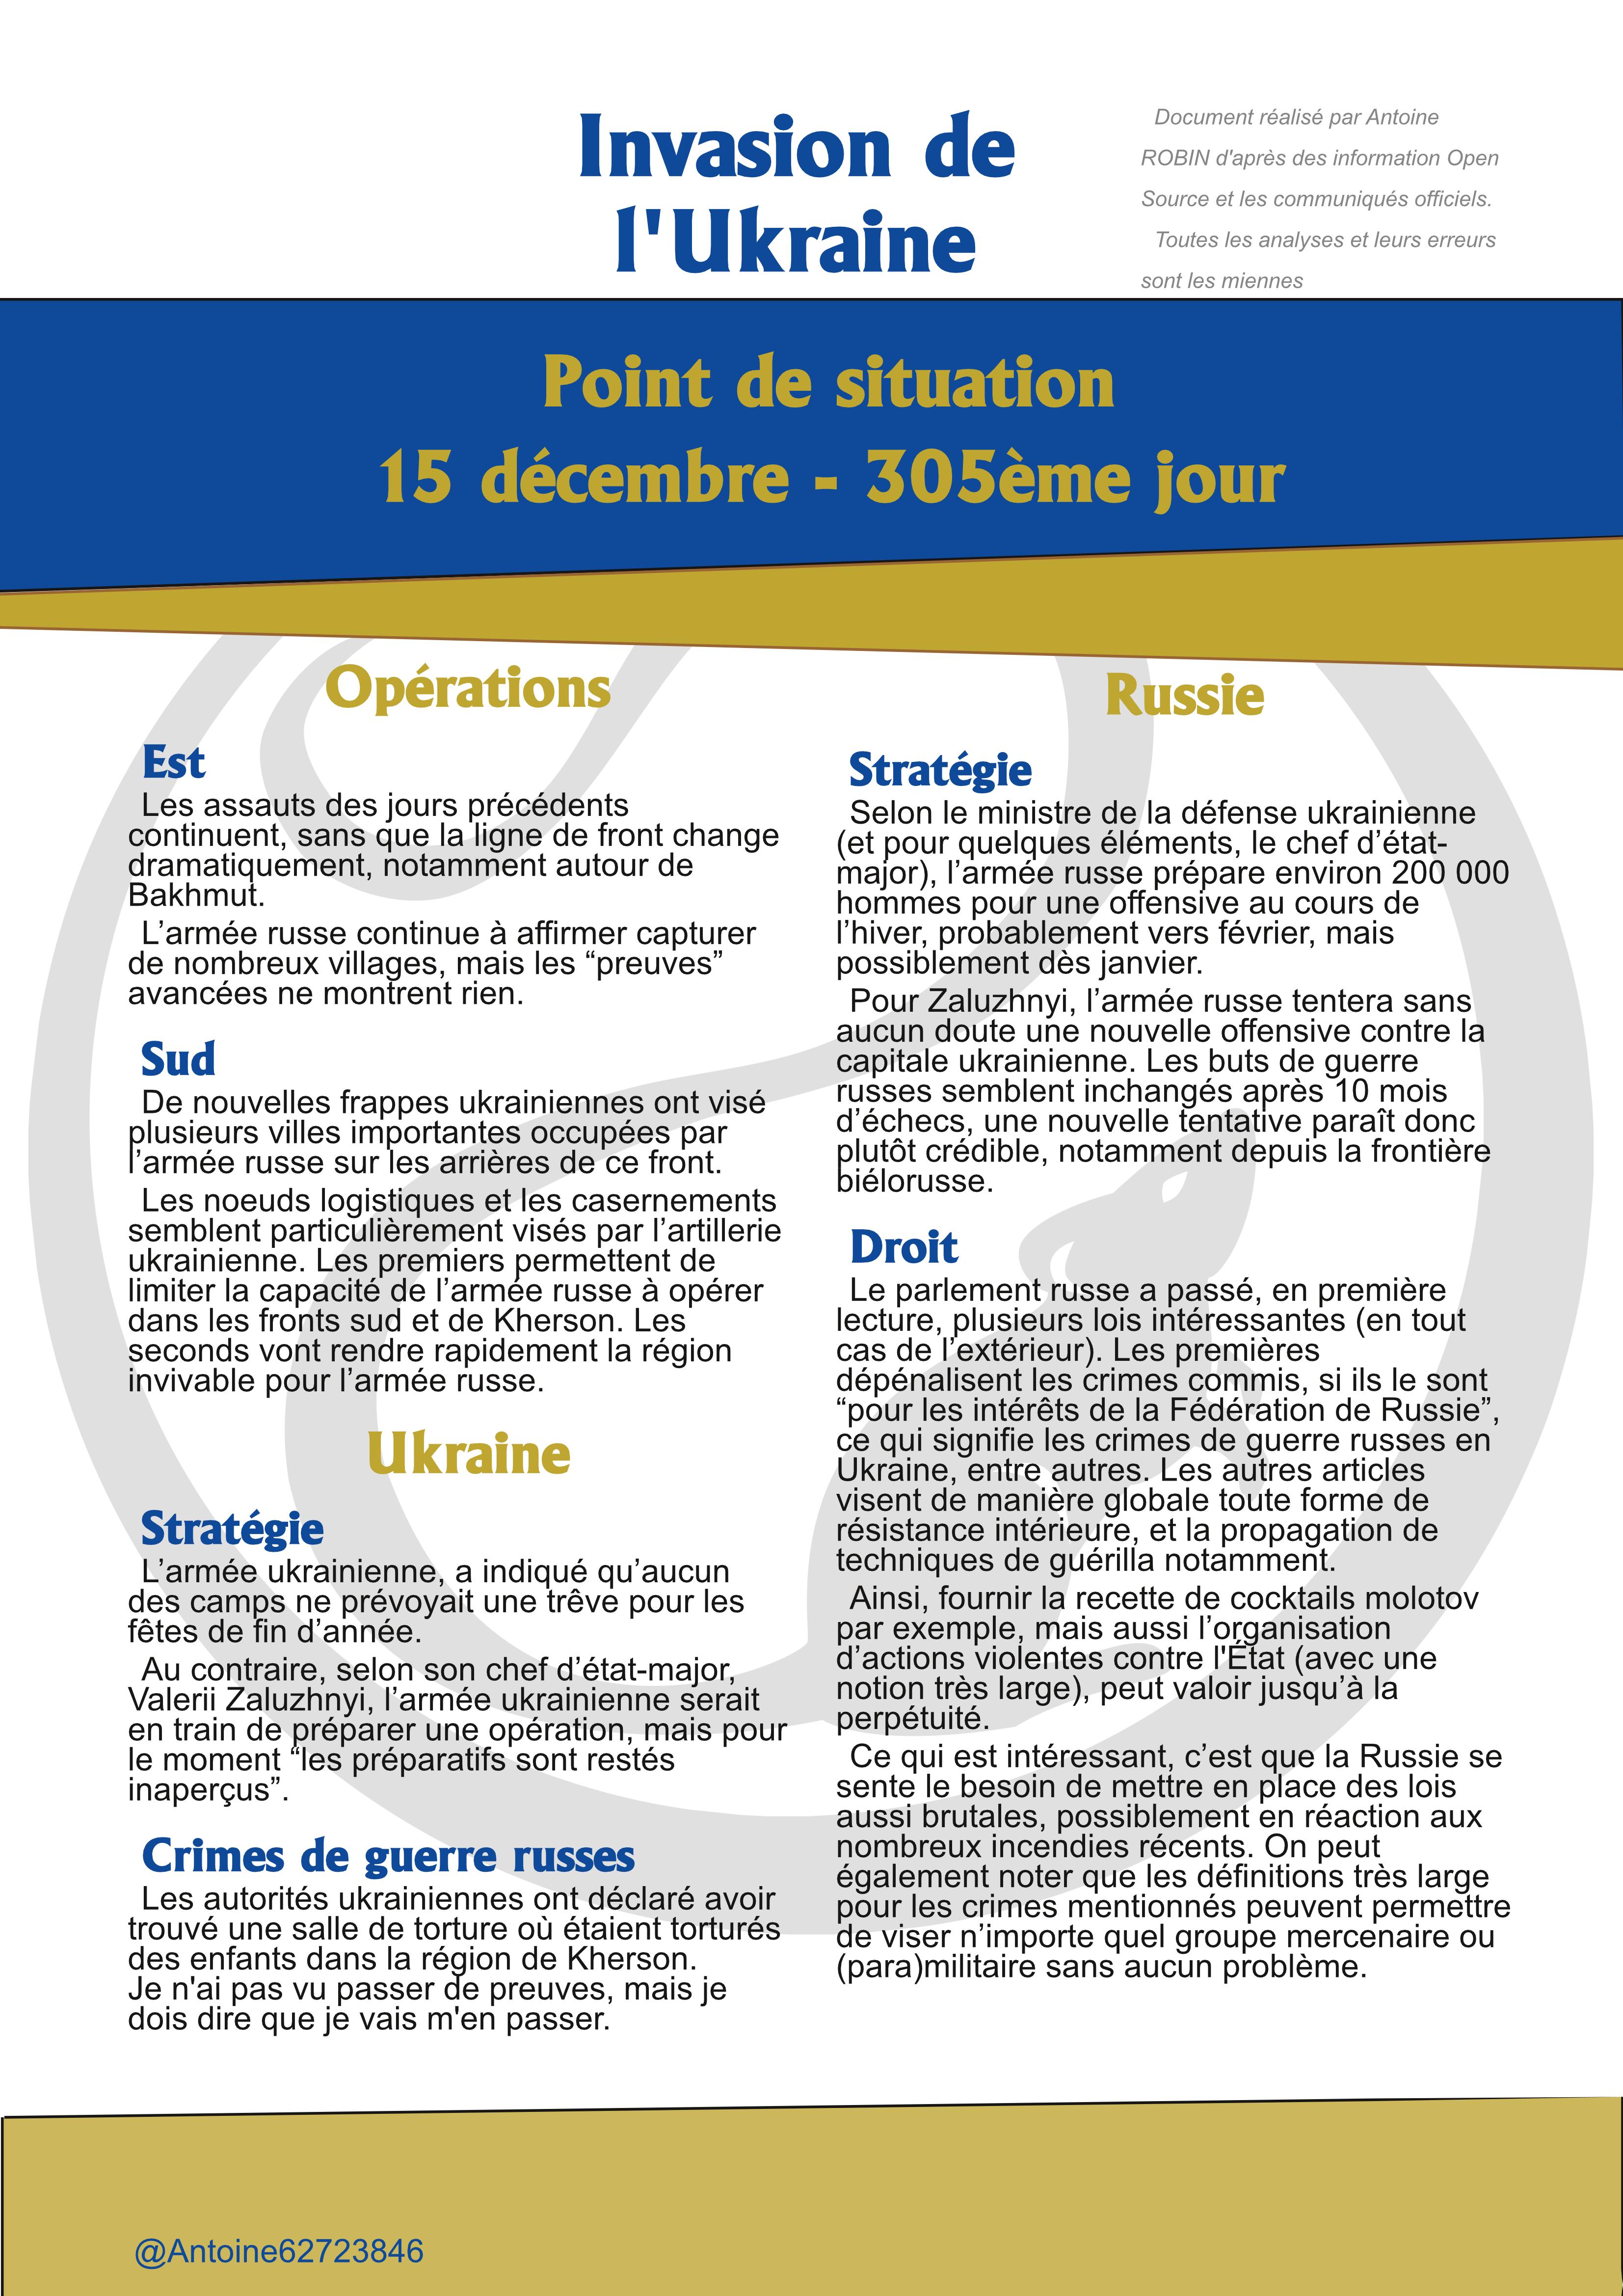 Invasion de
l'Ukraine
Document réalisé par Antoine
ROBIN d'après des information Open
Source et les communiqués officiels.
Toutes les analyses et leurs erreurs
sont les miennes
Point de situation
15 décembre - 305ème jour
Opérations
Est
Les assauts des jours précédents
continuent, sans que la ligne de front change
dramatiquement, notamment autour de
Bakhmut.
L’armée russe continue à affirmer capturer
de nombreux villages, mais les “preuves”
avancées ne montrent rien.
Sud
De nouvelles frappes ukrainiennes ont visé
plusieurs villes importantes occupées par
l’armée russe sur les arrières de ce front.
Les noeuds logistiques et les casernements
semblent particulièrement visés par l’artillerie
ukrainienne. Les premiers permettent de
limiter la capacité de l’armée russe à opérer
dans les fronts sud et de Kherson. Les
seconds vont rendre rapidement la région
invivable pour l’armée russe.
Ukraine
Stratégie
L’armée ukrainienne, a indiqué qu’aucun
des camps ne prévoyait une trêve pour les
fêtes de fin d’année.
Au contraire, selon son chef d’état-major,
Valerii Zaluzhnyi, l’armée ukrainienne serait
en train de préparer une opération, mais pour
le moment “les préparatifs sont restés
inaperçus”.
Crimes de guerre russes
Les autorités ukrainiennes ont déclaré avoir
trouvé une salle de torture où étaient torturés
des enfants dans la région de Kherson.
Je n'ai pas vu passer de preuves, mais je
dois dire que je vais m'en passer.
Russie
Stratégie
Selon le ministre de la défense ukrainienne
(et pour quelques éléments, le chef d’état-
major), l’armée russe prépare environ 200 000
hommes pour une offensive au cours de
l’hiver, probablement vers février, mais
possiblement dès janvier.
Pour Zaluzhnyi, l’armée russe tentera sans
aucun doute une nouvelle offensive contre la
capitale ukrainienne. Les buts de guerre
russes semblent inchangés après 10 mois
d’échecs, une nouvelle tentative paraît donc
plutôt crédible, notamment depuis la frontière
biélorusse.
Droit
Le parlement russe a passé, en première
lecture, plusieurs lois intéressantes (en tout
cas de l’extérieur). Les premières
dépénalisent les crimes commis, si ils le sont
“pour les intérêts de la Fédération de Russie”,
ce qui signifie les crimes de guerre russes en
Ukraine, entre autres. Les autres articles
visent de manière globale toute forme de
résistance intérieure, et la propagation de
techniques de guérilla notamment.
Ainsi, fournir la recette de cocktails molotov
par exemple, mais aussi l’organisation
d’actions violentes contre l'État (avec une
notion très large), peut valoir jusqu’à la
perpétuité.
Ce qui est intéressant, c’est que la Russie se
sente le besoin de mettre en place des lois
aussi brutales, possiblement en réaction aux
nombreux incendies récents. On peut
également noter que les définitions très large
pour les crimes mentionnés peuvent permettre
de viser n’importe quel groupe mercenaire ou
(para)militaire sans aucun problème.
@Antoine62723846